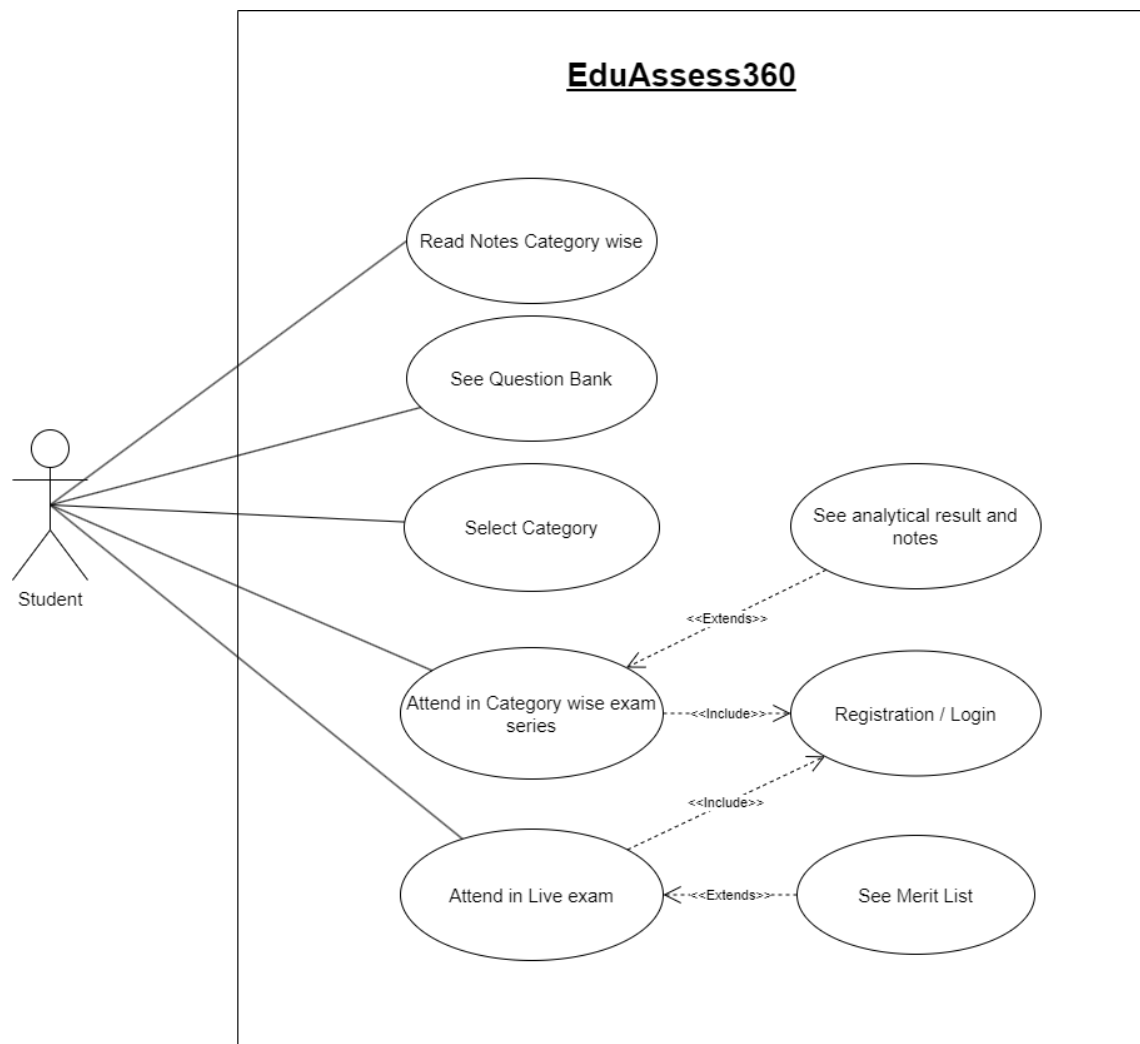 EduAssess360
Read Notes Category wise
See Question Bank
Select Category
See analytical result and
notes
Student
<<Extends>>
Attend in Category wise exam
series
<<Include>>
Registration / Login
<<Include>>
Attend in Live exam
<<Extends>>
See Merit List